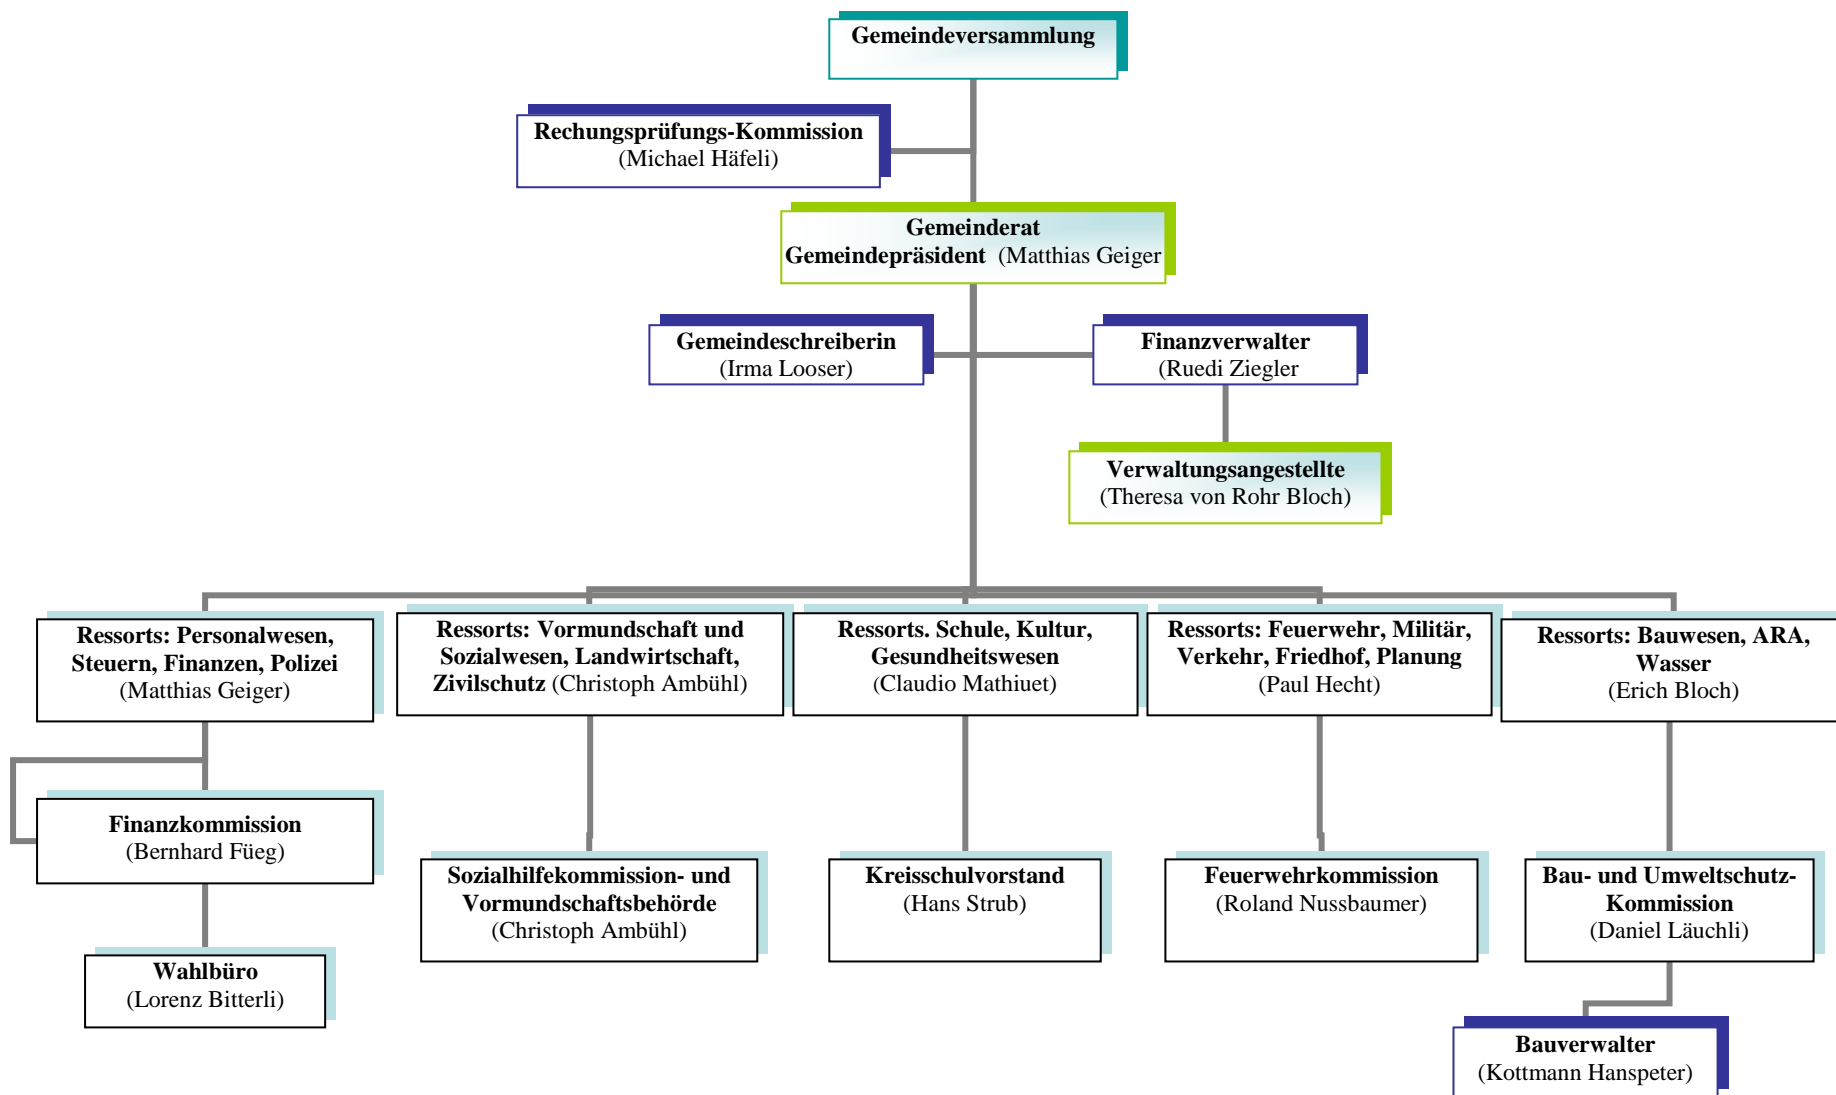 Gemeindeversammlung
Rechungsprüfungs-Kommission
(Michael Häfeli)
Gemeinderat
Gemeindepräsident (Matthias Geiger
Gemeindeschreiberin
(Irma Looser)
Finanzverwalter
(Ruedi Ziegler
Verwaltungsangestellte
(Theresa von Rohr Bloch)
Ressorts: Personalwesen,
Steuern, Finanzen, Polizei
(Matthias Geiger)
Ressorts: Vormundschaft und
Sozialwesen, Landwirtschaft,
Zivilschutz (Christoph Ambühl)
Ressorts. Schule, Kultur,
Gesundheitswesen
(Claudio Mathiuet)
Ressorts: Feuerwehr, Militär,
Verkehr, Friedhof, Planung
(Paul Hecht)
Ressorts: Bauwesen, ARA,
Wasser
(Erich Bloch)
Finanzkommission
(Bernhard Füeg)
Sozialhilfekommission- und
Vormundschaftsbehörde
(Christoph Ambühl)
Kreisschulvorstand
(Hans Strub)
Feuerwehrkommission
(Roland Nussbaumer)
Bau- und Umweltschutz-
Kommission
(Daniel Läuchli)
Wahlbüro
(Lorenz Bitterli)
Bauverwalter
(Kottmann Hanspeter)